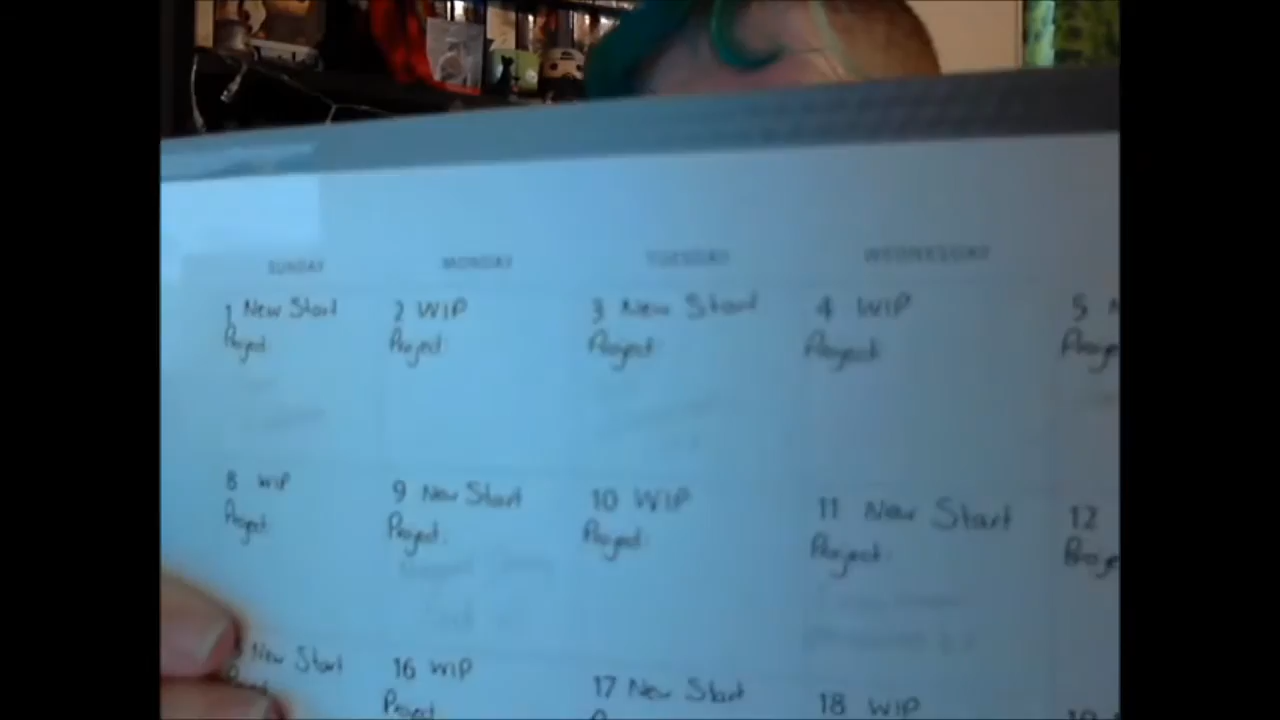 SUNDAY MONDAY TUESDAY WEDNESDAY
1 New Start 2 WIP 3 New Start 4 WIP 5
Project: Project: Project: Project:
8 WIP 9 New Start 10 WIP 11 New Start 12
Project: Project: Project: Project:
New Start 16 WIP 17 New Start 18 WIP
Project